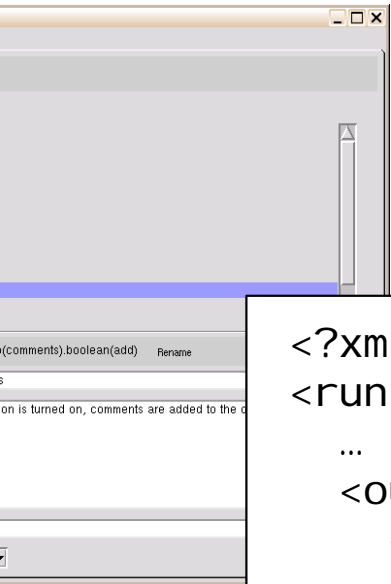 (comments).boolean(add) Rename
s
on is turned on, comments are added to the
<?xm
<run
…
<ou